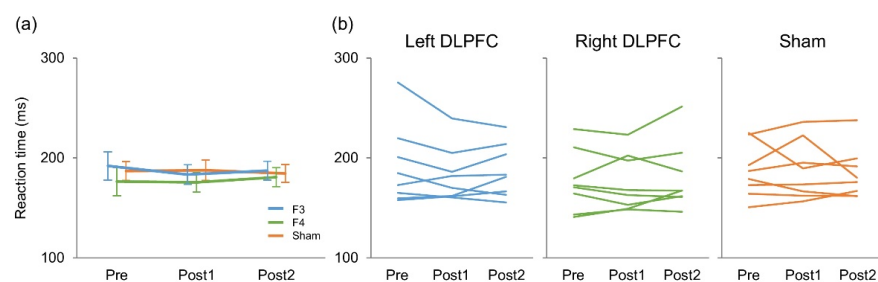 (a)
(b)
Left DLPFC
Right DLPFC
Sham
Reaction time (ms)
300
200
100
F3
F4
Sham
Pre
Post1
Post2
300
200
100
Pre
Post1
Post2
Pre
Post1
Post2
Pre
Post1
Post2